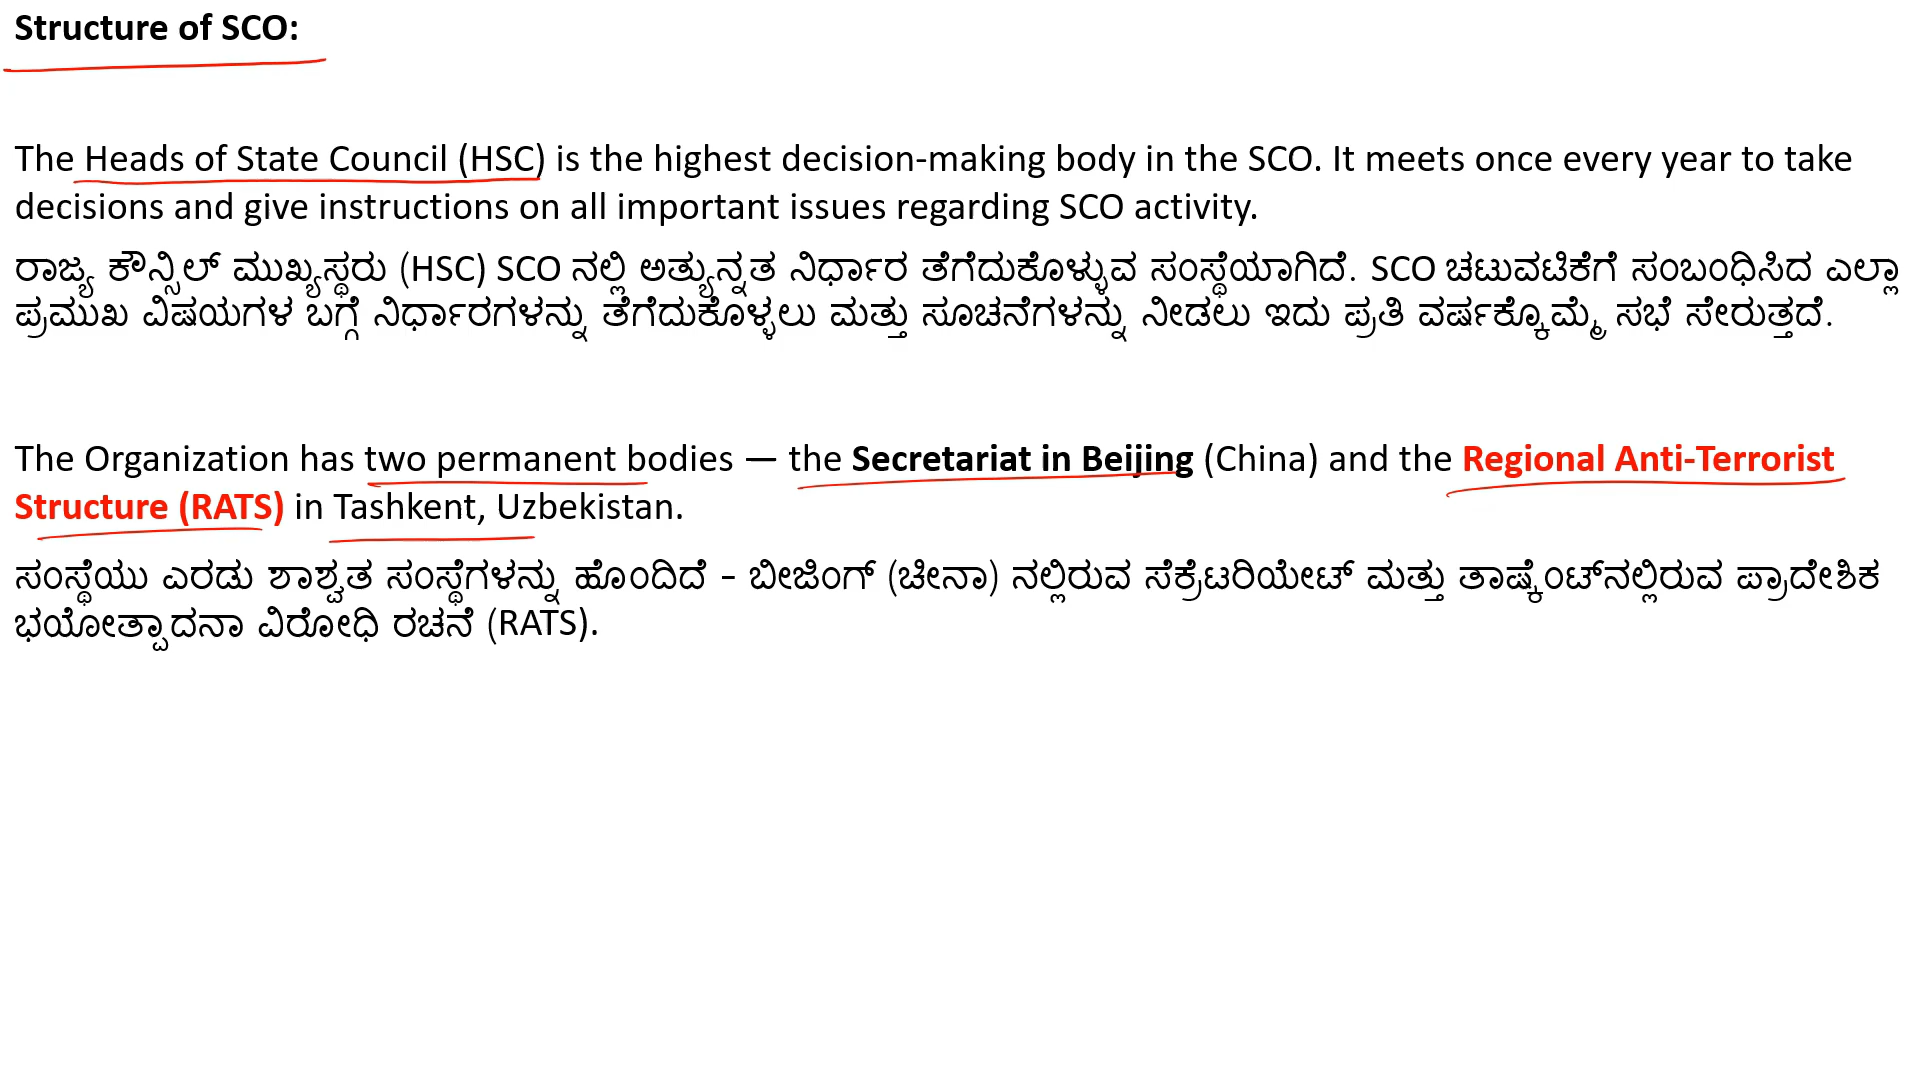 Structure of SCO:
The Heads of State Council (HSC) is the highest decision-making body in the SCO. It meets once every year to take
decisions and give instructions on all important issues regarding SCO activity.
ರಾಜ್ಯ ಕೌನ್ಸಿಲ್ ಮುಖ್ಯಸ್ಥರು (HSC) SCO ನಲ್ಲಿ ಅತ್ಯುನ್ನತ ನಿರ್ಧಾರ ತೆಗೆದುಕೊಳ್ಳುವ ಸಂಸ್ಥೆಯಾಗಿದೆ. SCO ಚಟುವಟಿಕೆಗೆ ಸಂಬಂಧಿಸಿದ ಎಲ್ಲಾ
ಪ್ರಮುಖ ವಿಷಯಗಳ ಬಗ್ಗೆ ನಿರ್ಧಾರಗಳನ್ನು ತೆಗೆದುಕೊಳ್ಳಲು ಮತ್ತು ಸೂಚನೆಗಳನ್ನು ನೀಡಲು ಇದು ಪ್ರತಿ ವರ್ಷಕ್ಕೊಮ್ಮೆ ಸಭೆ ಸೇರುತ್ತದೆ.
The Organization has two permanent bodies — the Secretariat in Beijing (China) and the Regional Anti-Terrorist
Structure (RATS) in Tashkent, Uzbekistan.
ಸಂಸ್ಥೆಯು ಎರಡು ಶಾಶ್ವತ ಸಂಸ್ಥೆಗಳನ್ನು ಹೊಂದಿದೆ - ಬೀಜಿಂಗ್ (ಚೀನಾ) ನಲ್ಲಿರುವ ಸೆಕ್ರೆಟರಿಯೇಟ್ ಮತ್ತು ತಾಷ್ಕೆಂಟ್‌ನಲ್ಲಿರುವ ಪ್ರಾದೇಶಿಕ
ಭಯೋತ್ಪಾದನಾ ವಿರೋಧಿ ರಚನೆ (RATS).